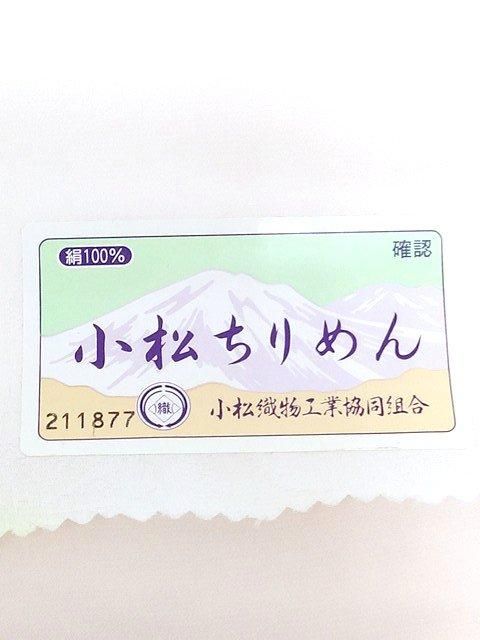 絹100%
確認
小松ちりめん
211877
織
小松織物工業協同組合